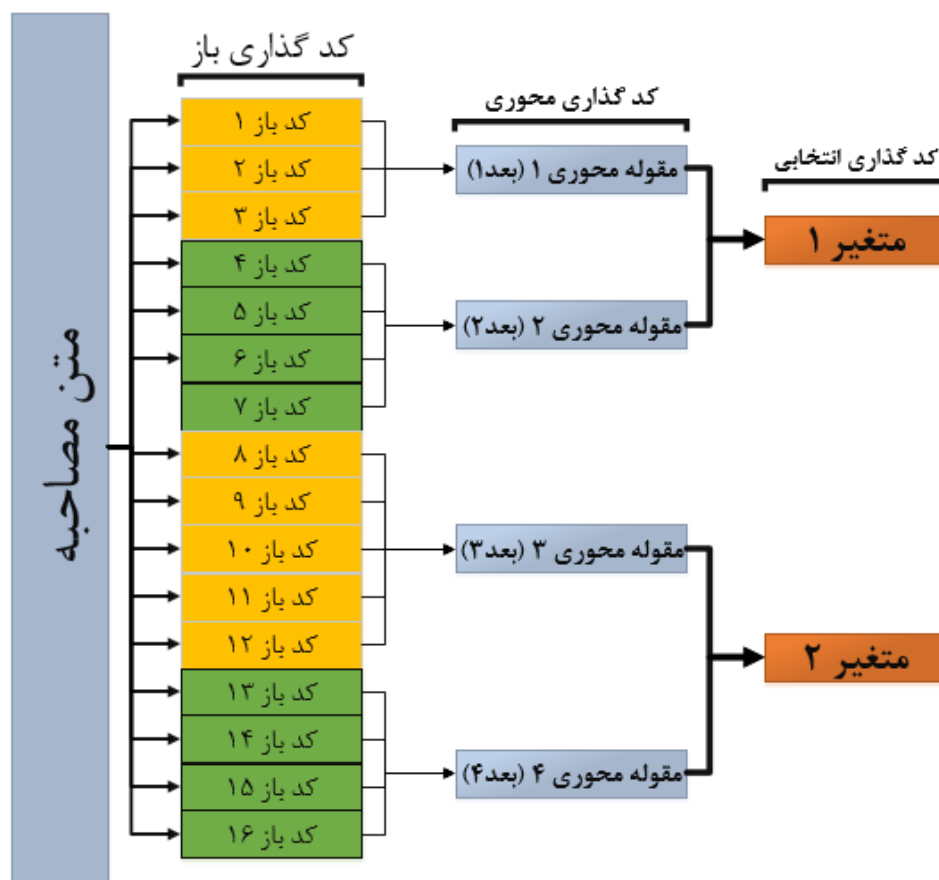 متن مصاحبه
کد گذاری باز
کد باز ۱
کد باز ۲
کد باز ۳
کد باز ۴
کد باز ۵
کد باز ۶
کد باز ۷
کد باز ۸
کد باز ۹
کد باز ۱۰
کد باز ۱۱
کد باز ۱۲
کد باز ۱۳
کد باز ۱۴
کد باز ۱۵
کد باز ۱۶
کد گذاری محوری
مقوله محوری ۱ (بعد۱)
مقوله محوری ۲ (بعد۲)
مقوله محوری ۳ (بعد۳)
مقوله محوری ۴ (بعد۴)
کد گذاری انتخابی
متغیر ۱
متغیر ۲